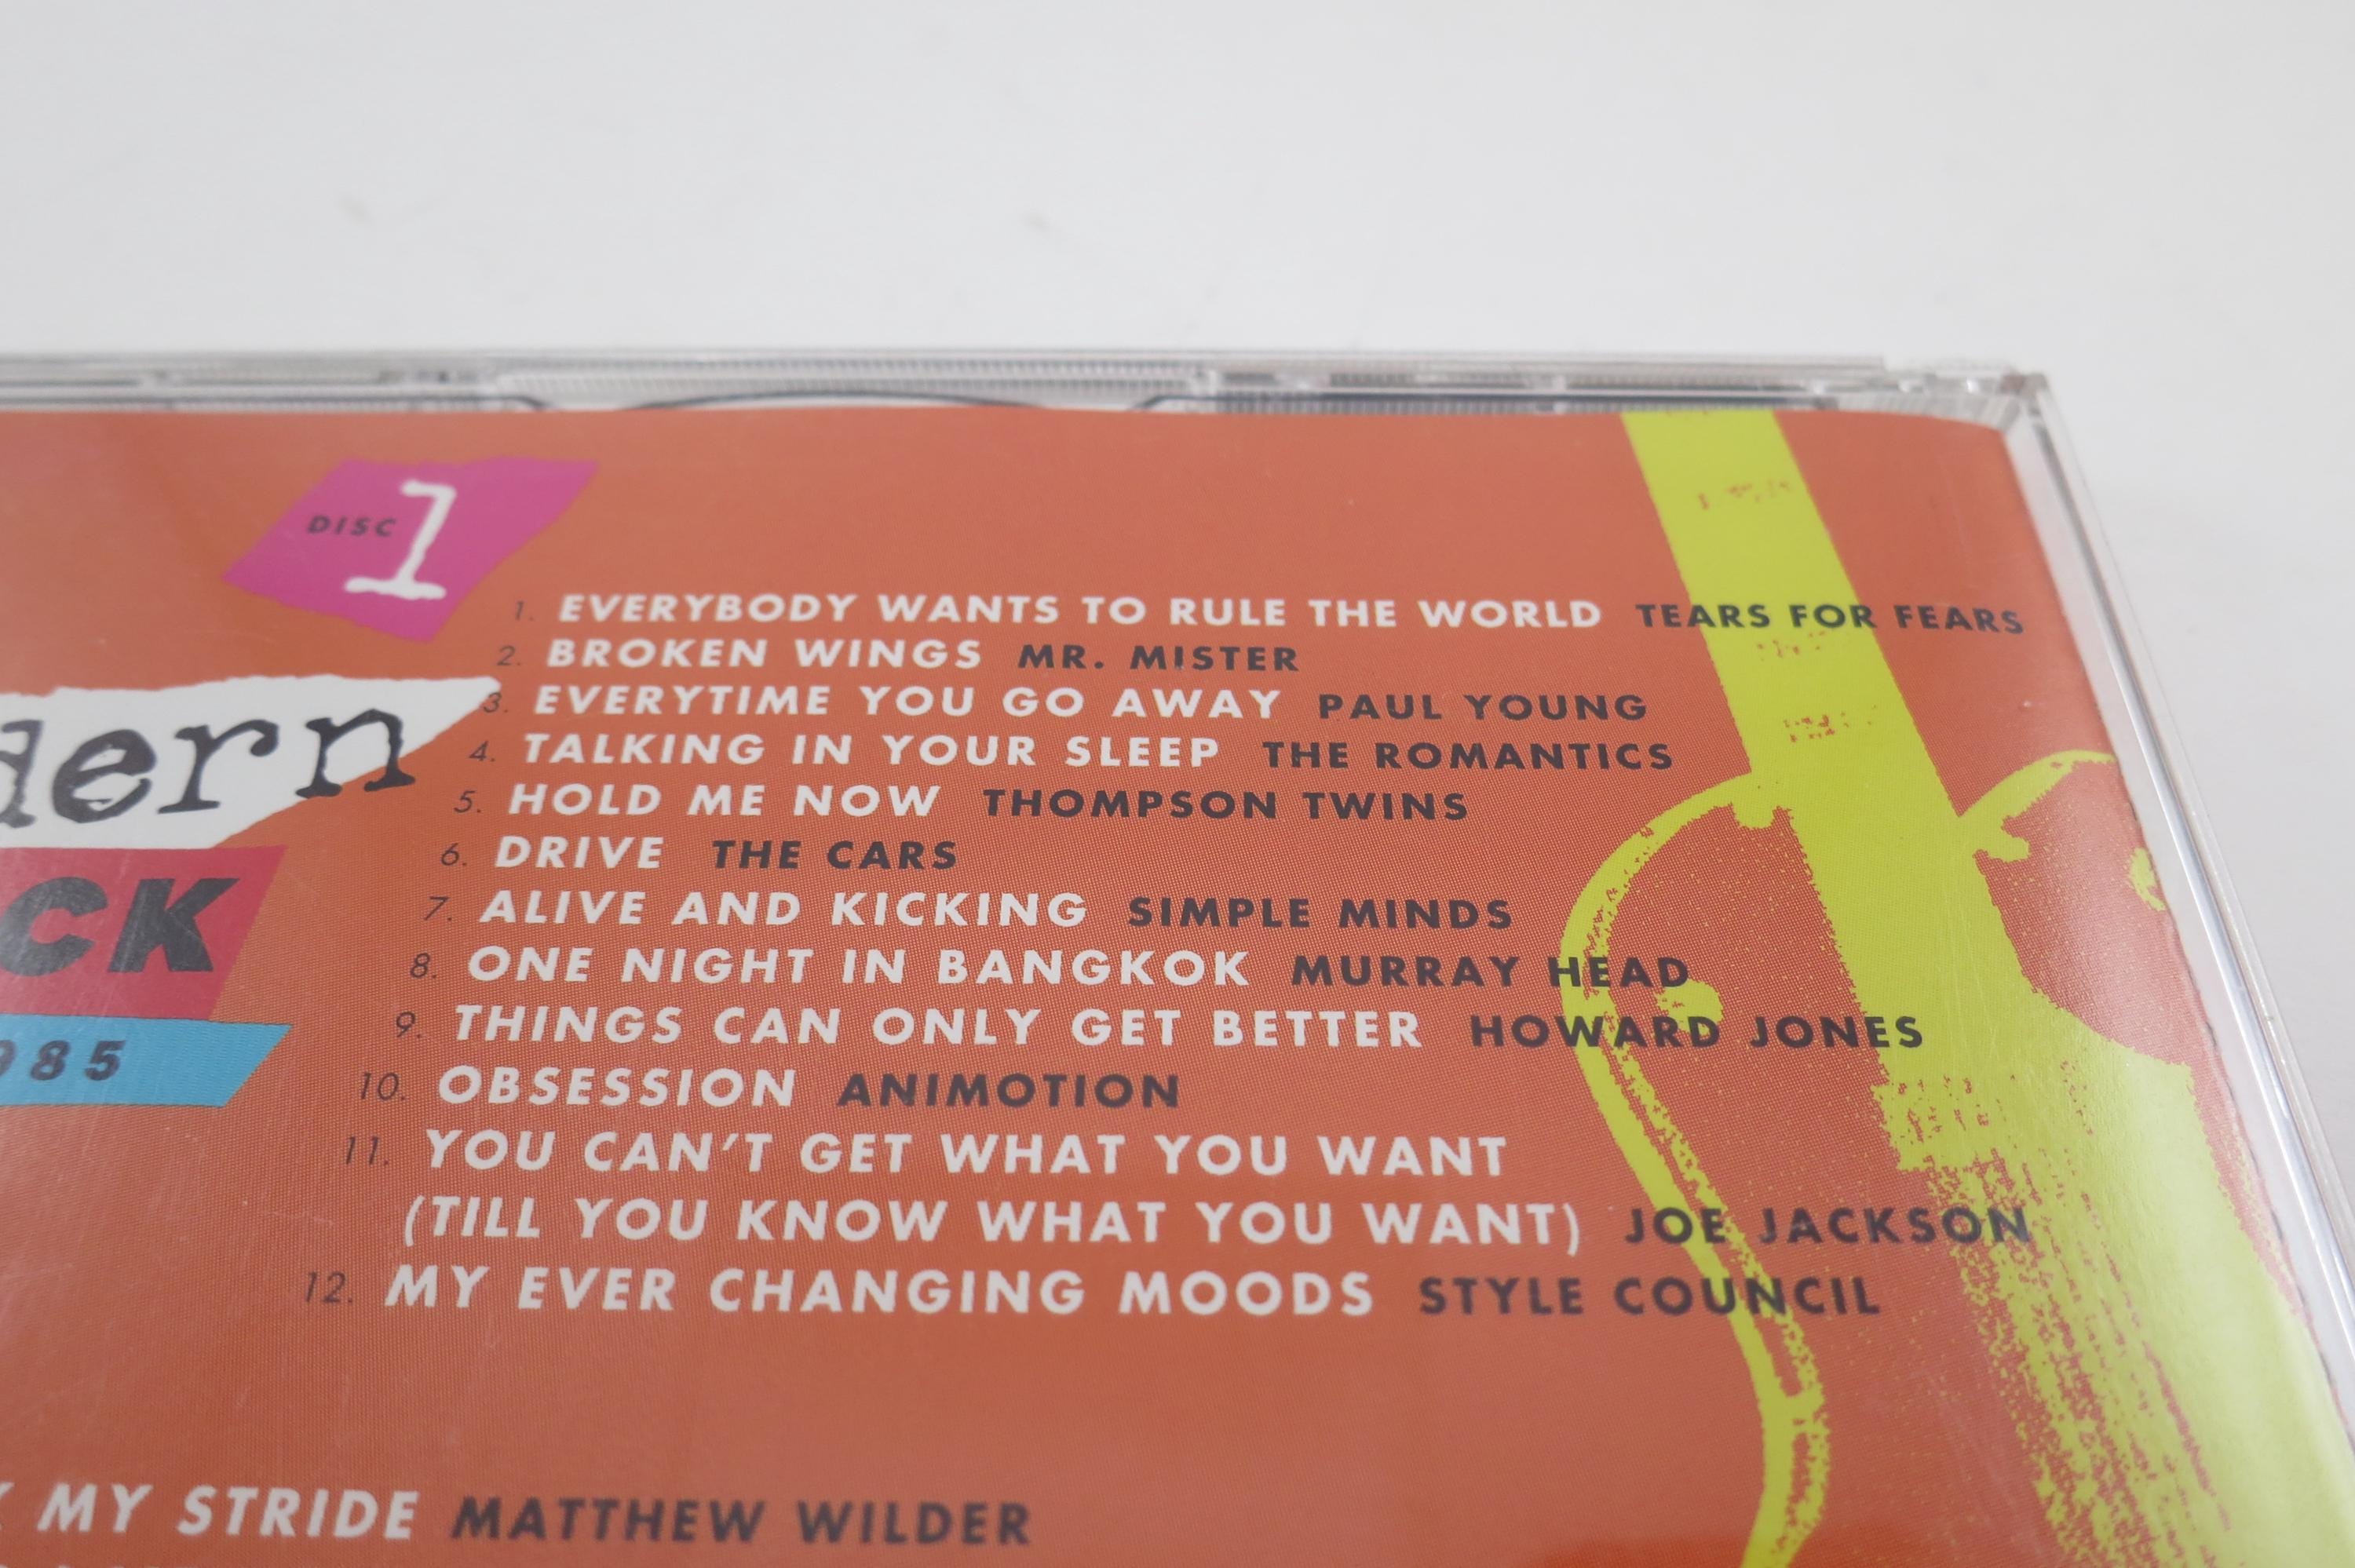 DISC 1
1. EVERYBODY WANTS TO RULE THE WORLD TEARS FOR FEARS
2. BROKEN WINGS MR. MISTER
3. EVERYTIME YOU GO AWAY PAUL YOUNG
4. TALKING IN YOUR SLEEP THE ROMANTICS
5. HOLD ME NOW THOMPSON TWINS
6. DRIVE THE CARS
7. ALIVE AND KICKING SIMPLE MINDS
8. ONE NIGHT IN BANGKOK MURRAY HEAD
9. THINGS CAN ONLY GET BETTER HOWARD JONES
10. OBSESSION ANIMOTION
11. YOU CAN'T GET WHAT YOU WANT
(TILL YOU KNOW WHAT YOU WANT) JOE JACKSON
12. MY EVER CHANGING MOODS STYLE COUNCIL
dern
CK
985
MY STRIDE MATTHEW WILDER